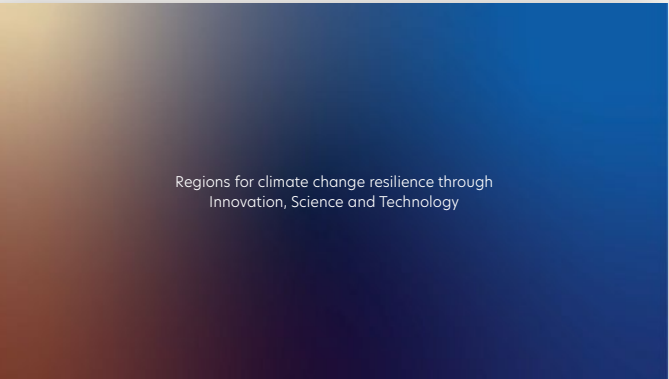 Regions for climate change resilience through
Innovation, Science and Technology